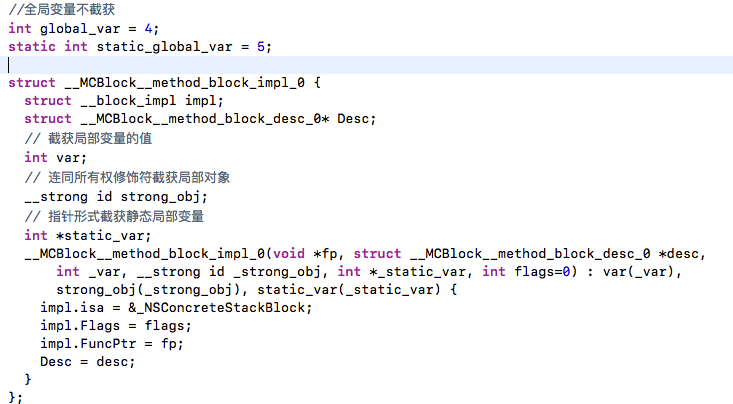 //全局变量不截获
int global_var = 4;
static int static_global_var = 5;
struct __MCBlock__method_block_impl_0 {
  struct __block_impl impl;
  struct __MCBlock__method_block_desc_0* Desc;
  // 截获局部变量的值
  int var;
  // 连同所有权修饰符截获局部对象
  __strong id strong_obj;
  // 指针形式截获静态局部变量
  int *static_var;
  __MCBlock__method_block_impl_0(void *fp, struct __MCBlock__method_block_desc_0 *desc,
      int _var, __strong id _strong_obj, int *_static_var, int flags=0) : var(_var),
      strong_obj(_strong_obj), static_var(_static_var) {
    impl.isa = &_NSConcreteStackBlock;
    impl.Flags = flags;
    impl.FuncPtr = fp;
    Desc = desc;
  }
};